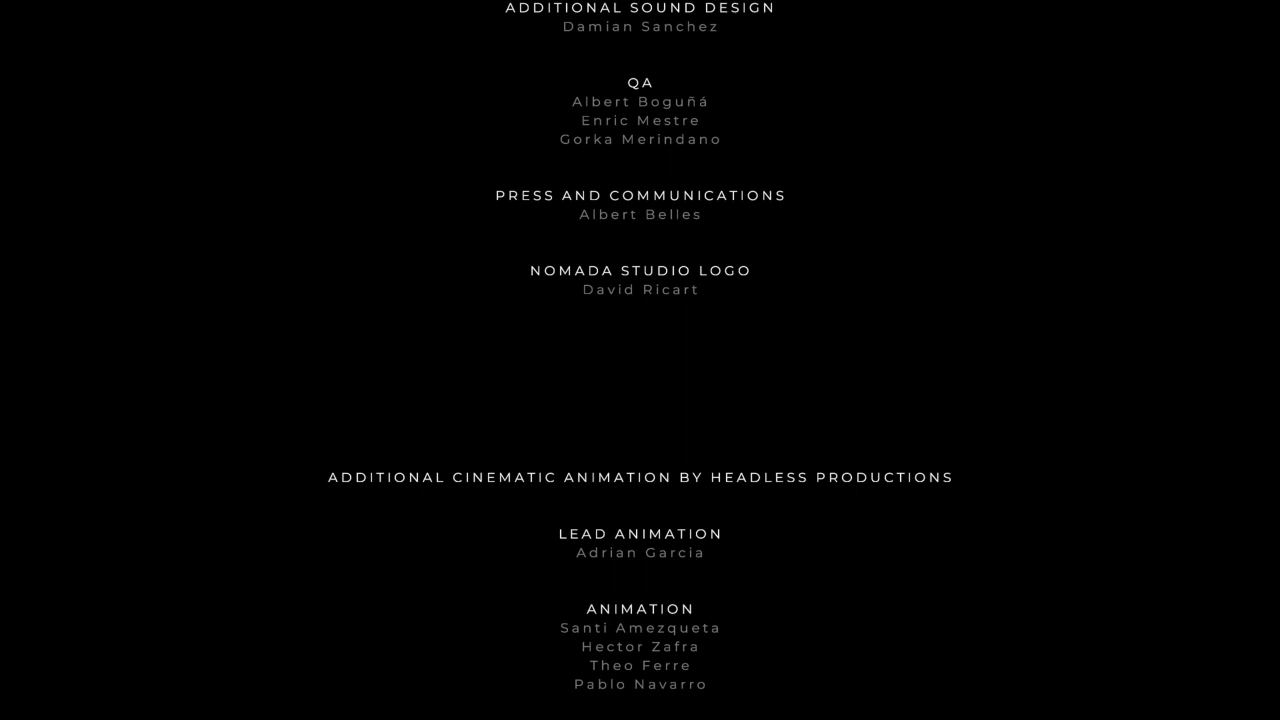 ADDITIONAL SOUND DESIGN
Damian Sanchez
QA
Albert Boguñá
Enric Mestre
Gorka Merindano
PRESS AND COMMUNICATIONS
Albert Belles
NOMADA STUDIO LOGO
David Ricart
ADDITIONAL CINEMATIC ANIMATION BY HEADLESS PRODUCTIONS
LEAD ANIMATION
Adrian Garcia
ANIMATION
Santi Amezqueta
Hector Zafra
Theo Ferre
Pablo Navarro